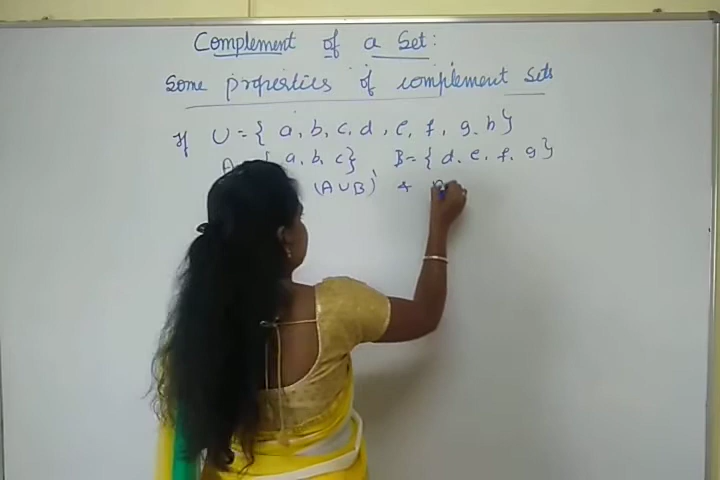 Complement of a Set:
Some properties of complement Sets
If U = { a, b, c, d, e, f, g, h }
A = { a, b, c } B = { d, e, f, g }
(A ∪ B)' &